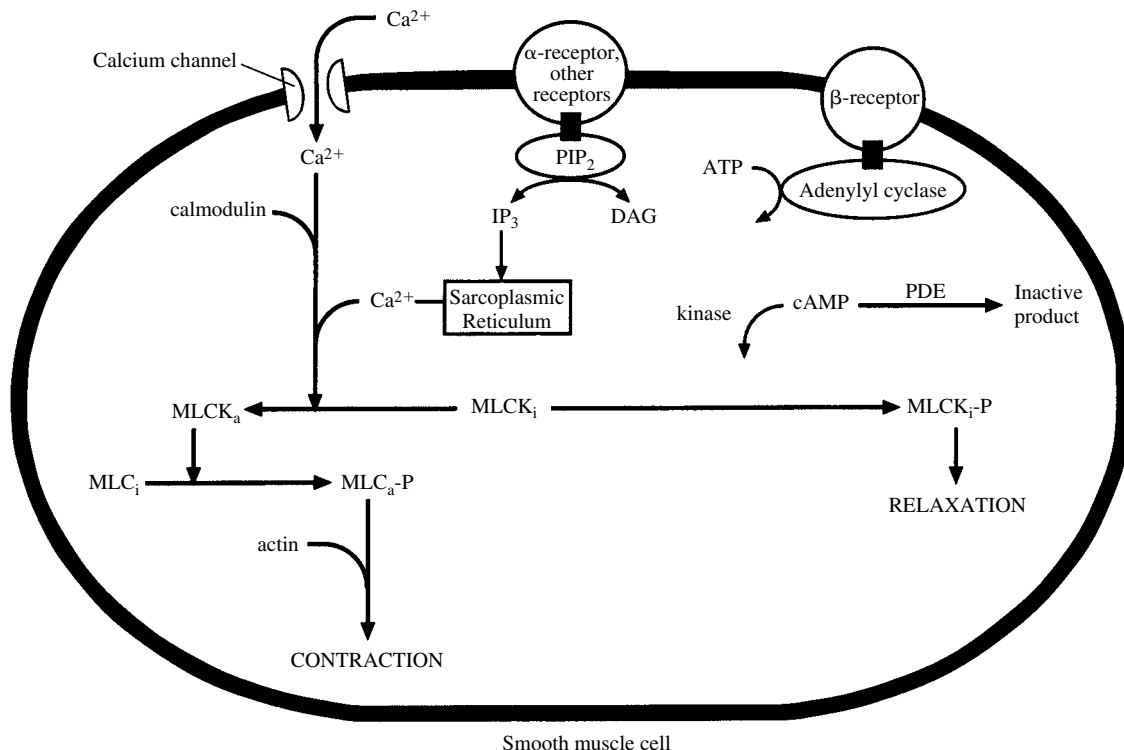 Ca²⁺
Calcium channel
α-receptor,
other
receptors
β-receptor
Ca²⁺
PIP₂
ATP
Adenylyl cyclase
calmodulin
IP₃
DAG
Ca²⁺
Sarcoplasmic
Reticulum
kinase
cAMP
PDE
Inactive
product
MLCKₐ
MLCKᵢ
MLCKᵢ-P
MLCᵢ
MLCₐ-P
RELAXATION
actin
CONTRACTION
Smooth muscle cell